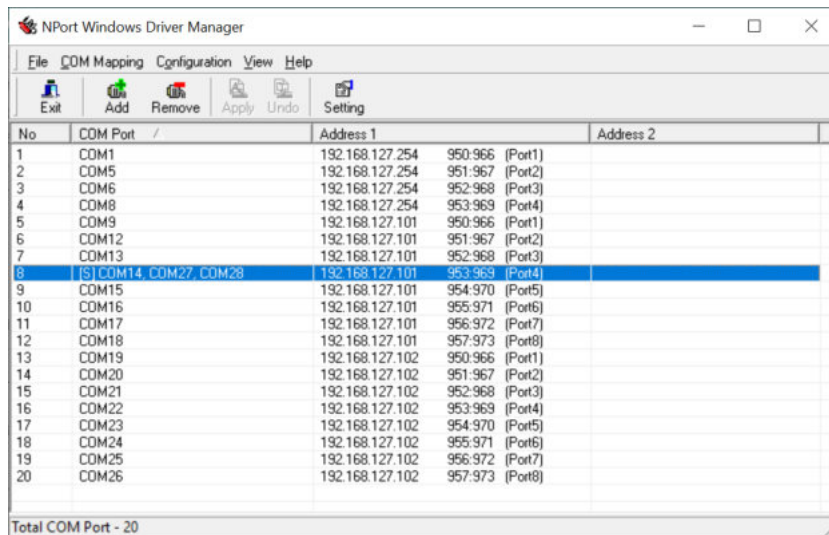 NPort Windows Driver Manager
File COM Mapping Configuration View Help
Exit Add Remove Apply Undo Setting
No COM Port Address 1 Address 2
1 COM1 192.168.127.254 950:966 (Port1)
2 COM5 192.168.127.254 951:967 (Port2)
3 COM6 192.168.127.254 952:968 (Port3)
4 COM8 192.168.127.254 953:969 (Port4)
5 COM9 192.168.127.101 950:966 (Port1)
6 COM12 192.168.127.101 951:967 (Port2)
7 COM13 192.168.127.101 952:968 (Port3)
8 [S] COM14, COM27, COM28 192.168.127.101 953:969 (Port4)
9 COM15 192.168.127.101 954:970 (Port5)
10 COM16 192.168.127.101 955:971 (Port6)
11 COM17 192.168.127.101 956:972 (Port7)
12 COM18 192.168.127.101 957:973 (Port8)
13 COM19 192.168.127.102 950:966 (Port1)
14 COM20 192.168.127.102 951:967 (Port2)
15 COM21 192.168.127.102 952:968 (Port3)
16 COM22 192.168.127.102 953:969 (Port4)
17 COM23 192.168.127.102 954:970 (Port5)
18 COM24 192.168.127.102 955:971 (Port6)
19 COM25 192.168.127.102 956:972 (Port7)
20 COM26 192.168.127.102 957:973 (Port8)
Total COM Port - 20